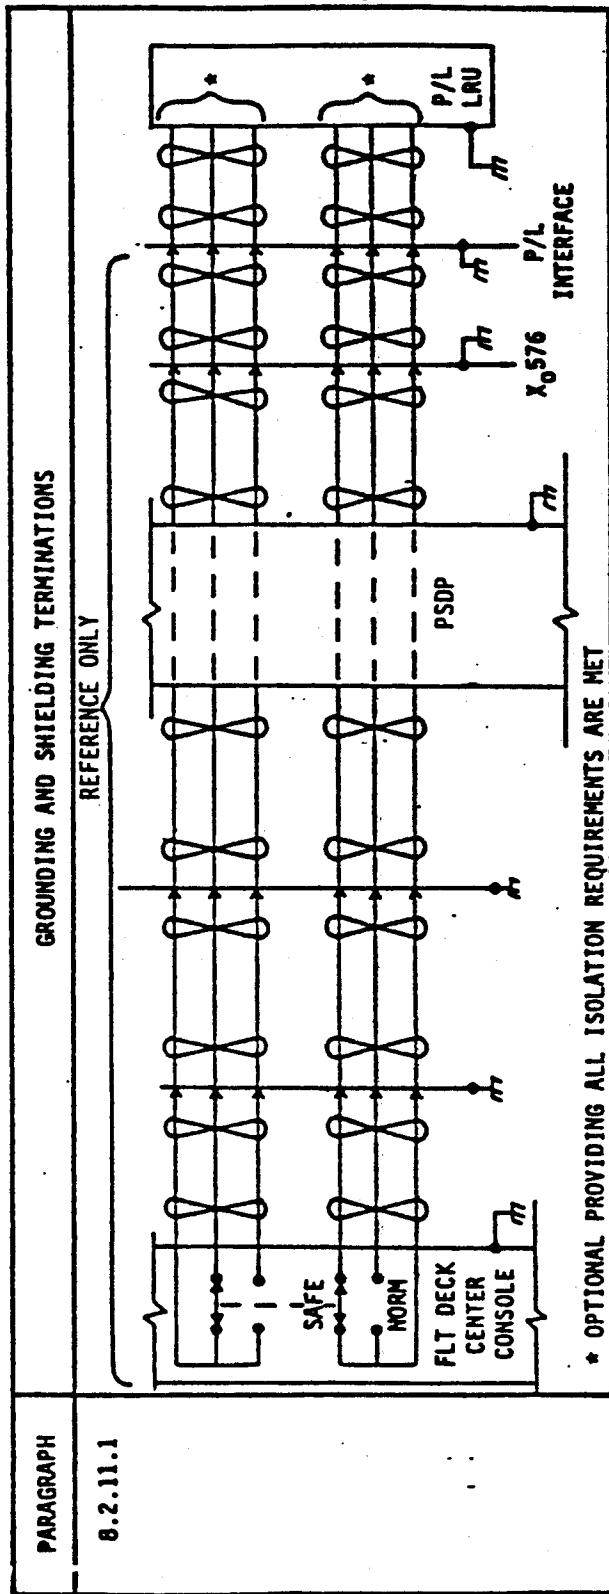 PARAGRAPH
GROUNDING AND SHIELDING TERMINATIONS
8.2.11.1
REFERENCE ONLY
SAFE
NORM
FLT DECK
CENTER
CONSOLE
PSDP
X₀576
P/L
INTERFACE
*
*
P/L
LRU
* OPTIONAL PROVIDING ALL ISOLATION REQUIREMENTS ARE MET